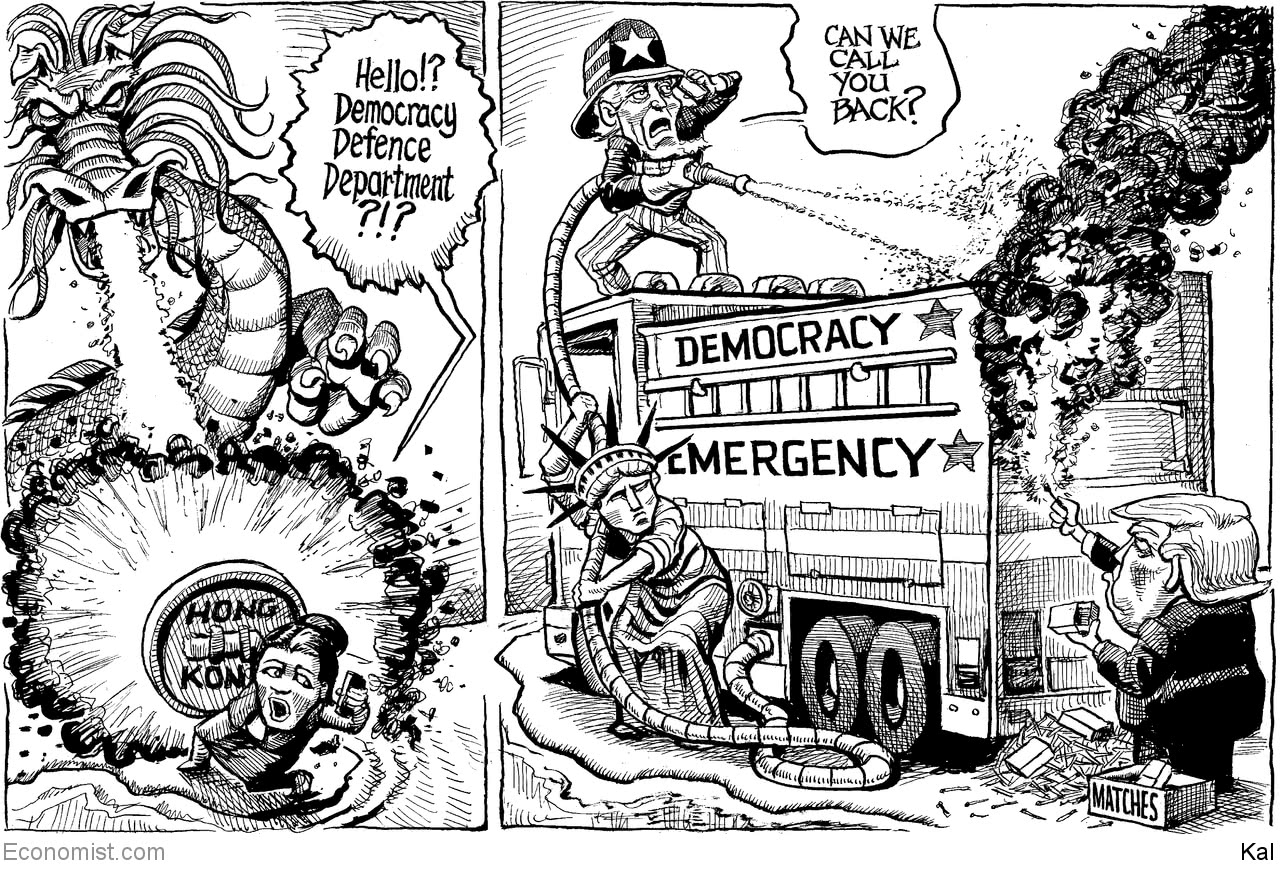 Hello!?
Democracy
Defence
Department
?!?
HONG
KON
CAN WE
CALL
YOU
BACK?
DEMOCRACY
EMERGENCY
MATCHES
Economist.com
Kal